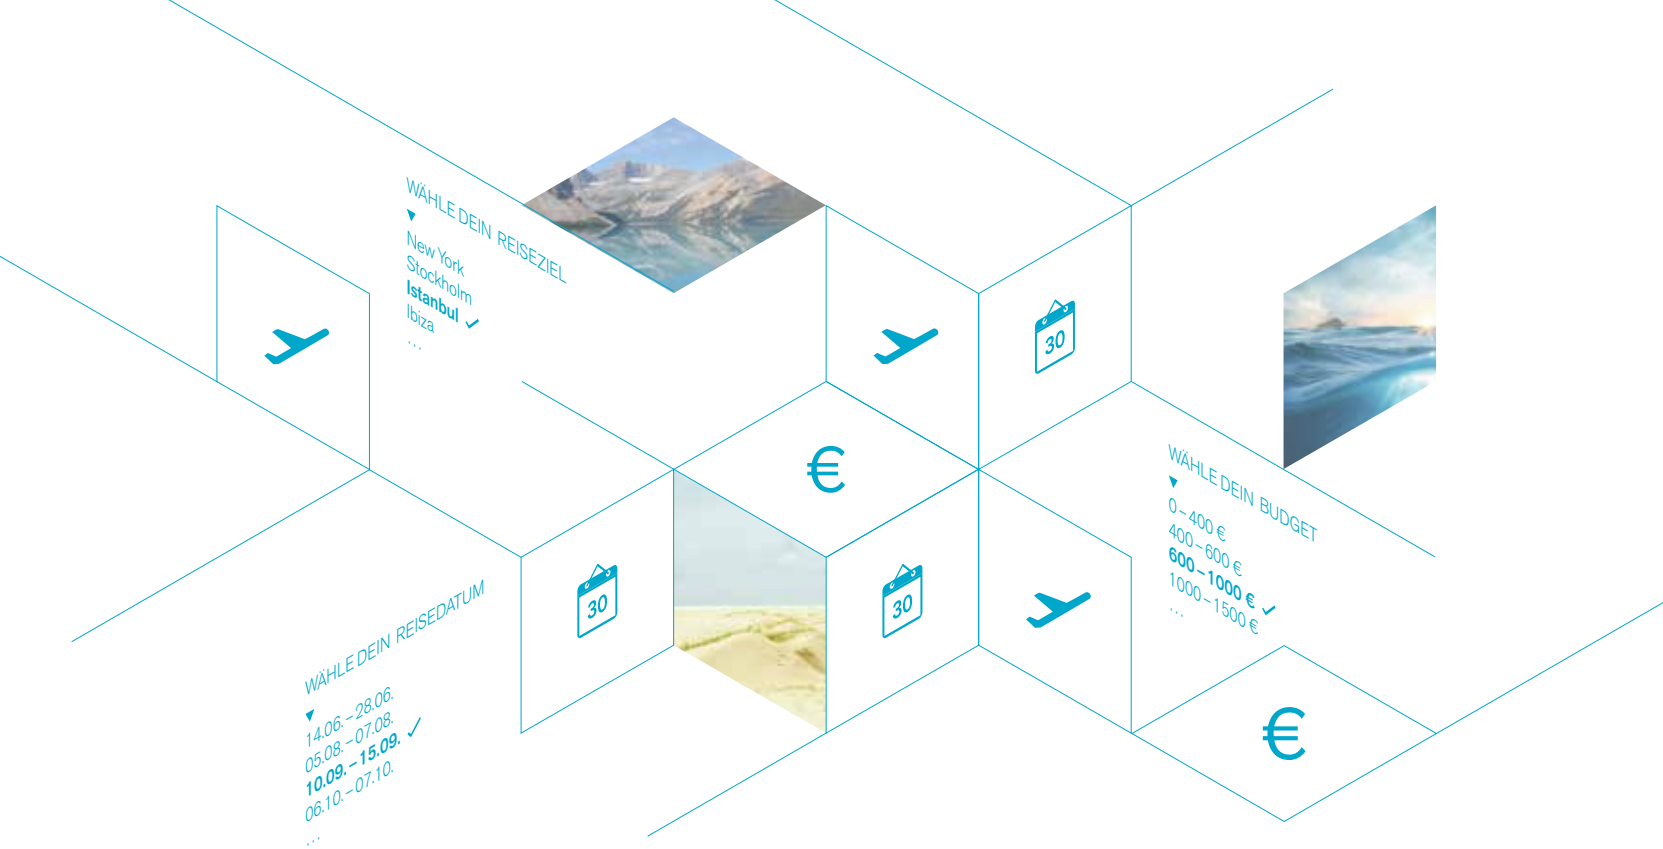 WÄHLE DEIN REISEZIEL
New York
Stockholm
Istanbul
Ibiza
...
30
€
30
30
WÄHLE DEIN BUDGET
0–400 €
400–600 €
600–1000 €
1000–1500 €
...
WÄHLE DEIN REISEDATUM
14.06.–28.06.
05.08.–07.08.
10.09.–15.09.
06.10.–07.10.
...
€